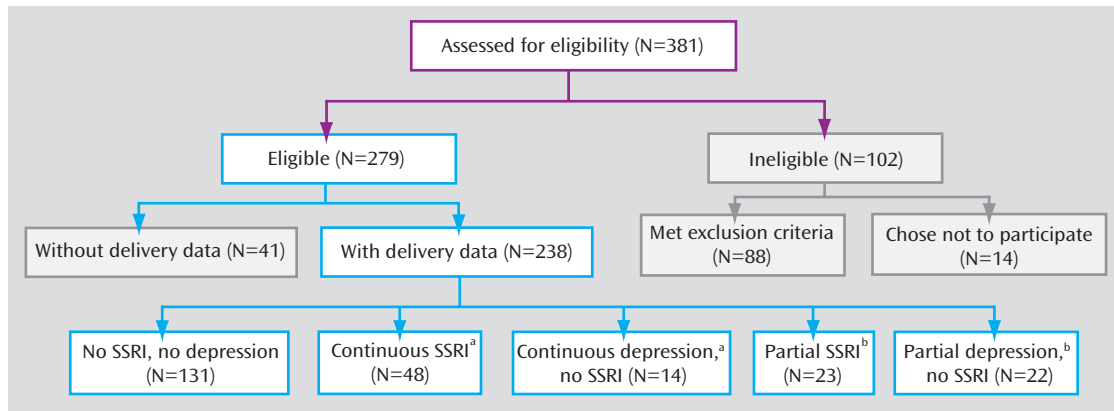 Assessed for eligibility (N=381)
Eligible (N=279)
Ineligible (N=102)
Without delivery data (N=41)
With delivery data (N=238)
Met exclusion criteria
(N=88)
Chose not to participate
(N=14)
No SSRI, no depression
(N=131)
Continuous SSRIᵃ
(N=48)
Continuous depression,ᵃ
no SSRI (N=14)
Partial SSRIᵇ
(N=23)
Partial depression,ᵇ
no SSRI (N=22)